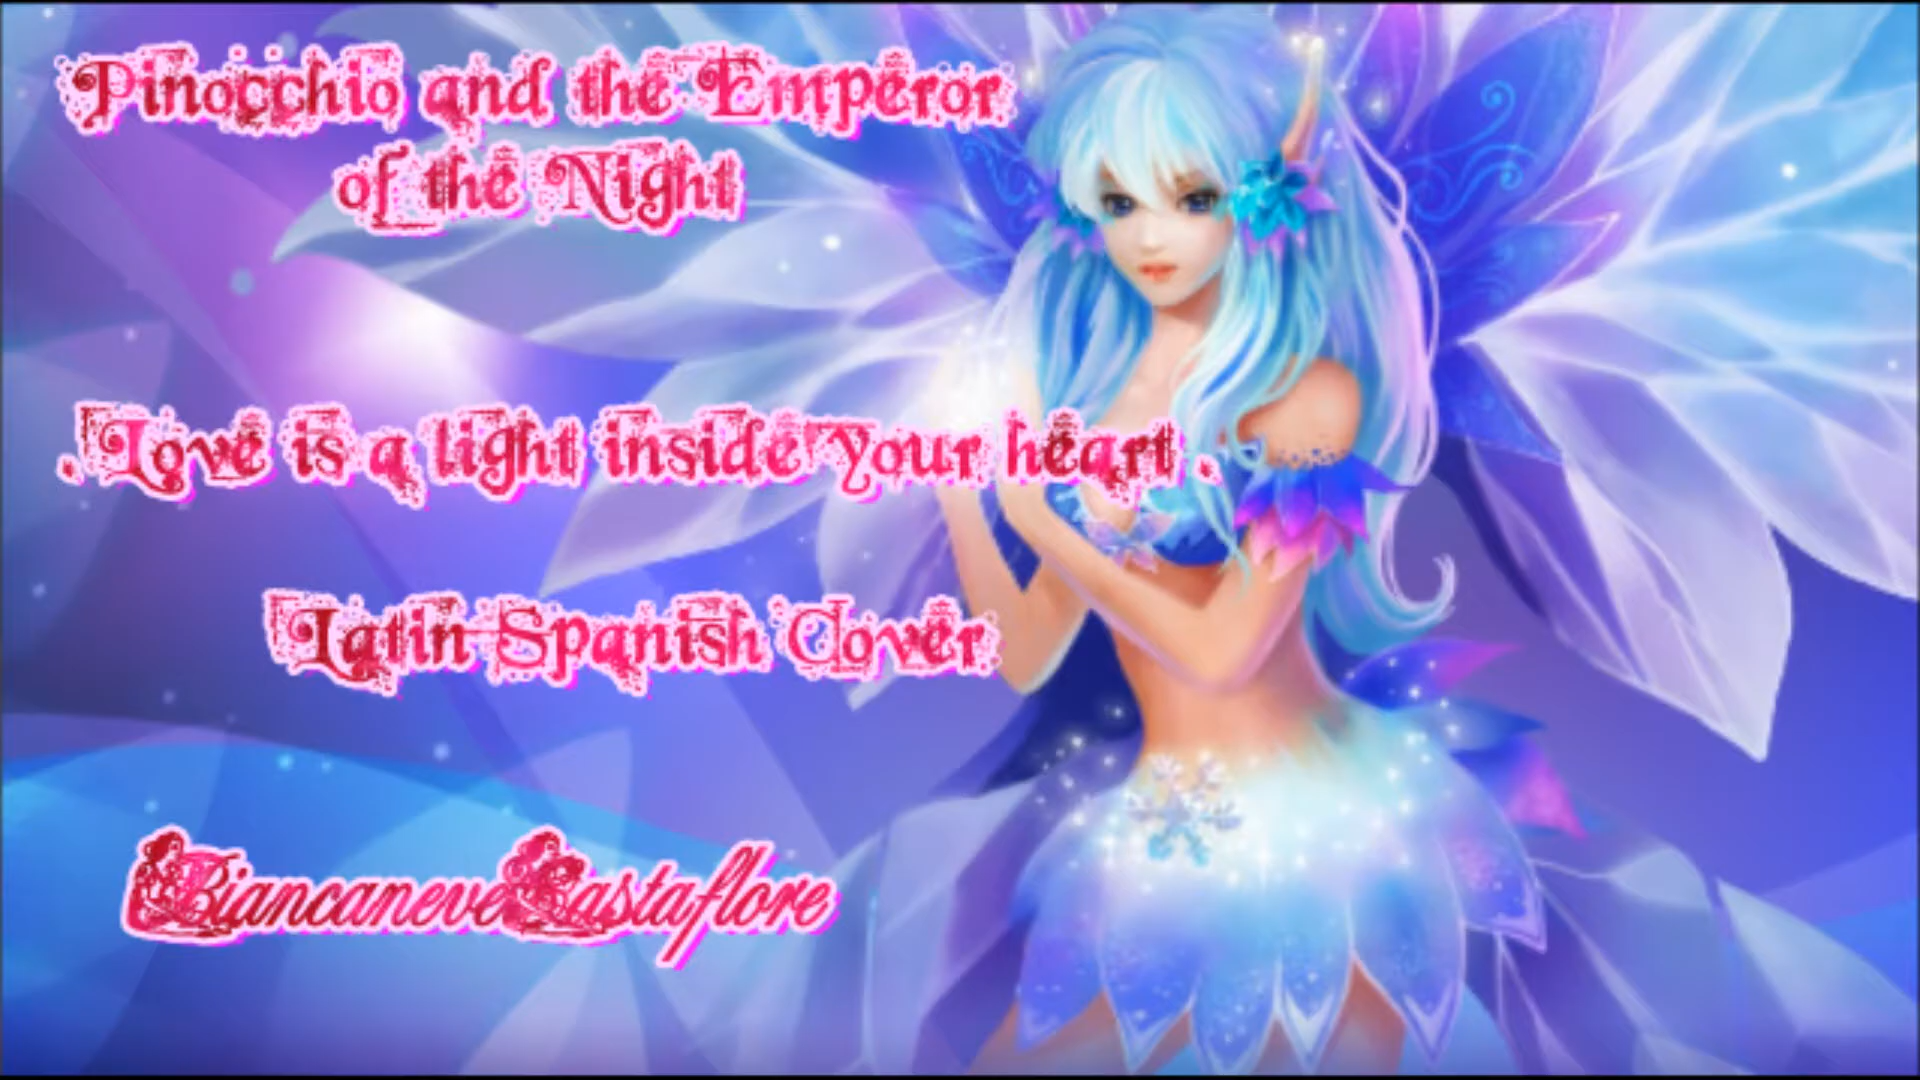 Pinocchio and the Emperor
of the Night
. Love is a light inside your heart .
Latin Spanish Cover
BiancaneveCastaflore